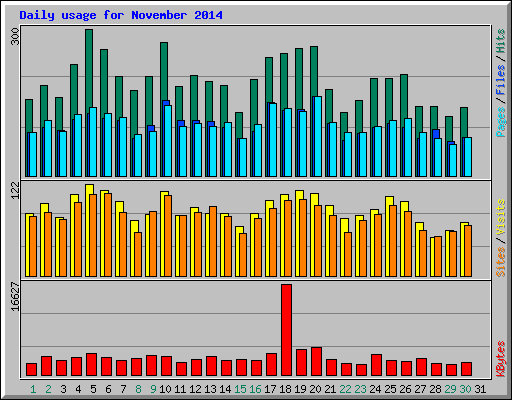 Daily usage for November 2014
300
Pages / Files / Hits
122
Sites / Visits
16627
KBytes
1 2 3 4 5 6 7 8 9 10 11 12 13 14 15 16 17 18 19 20 21 22 23 24 25 26 27 28 29 30 31